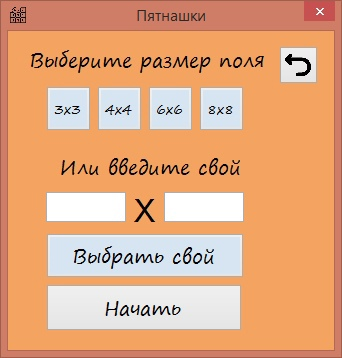 Пятнашки
Выберите размер поля
3x3 4x4 6x6 8x8
Или введите свой
X
Выбрать свой
Начать